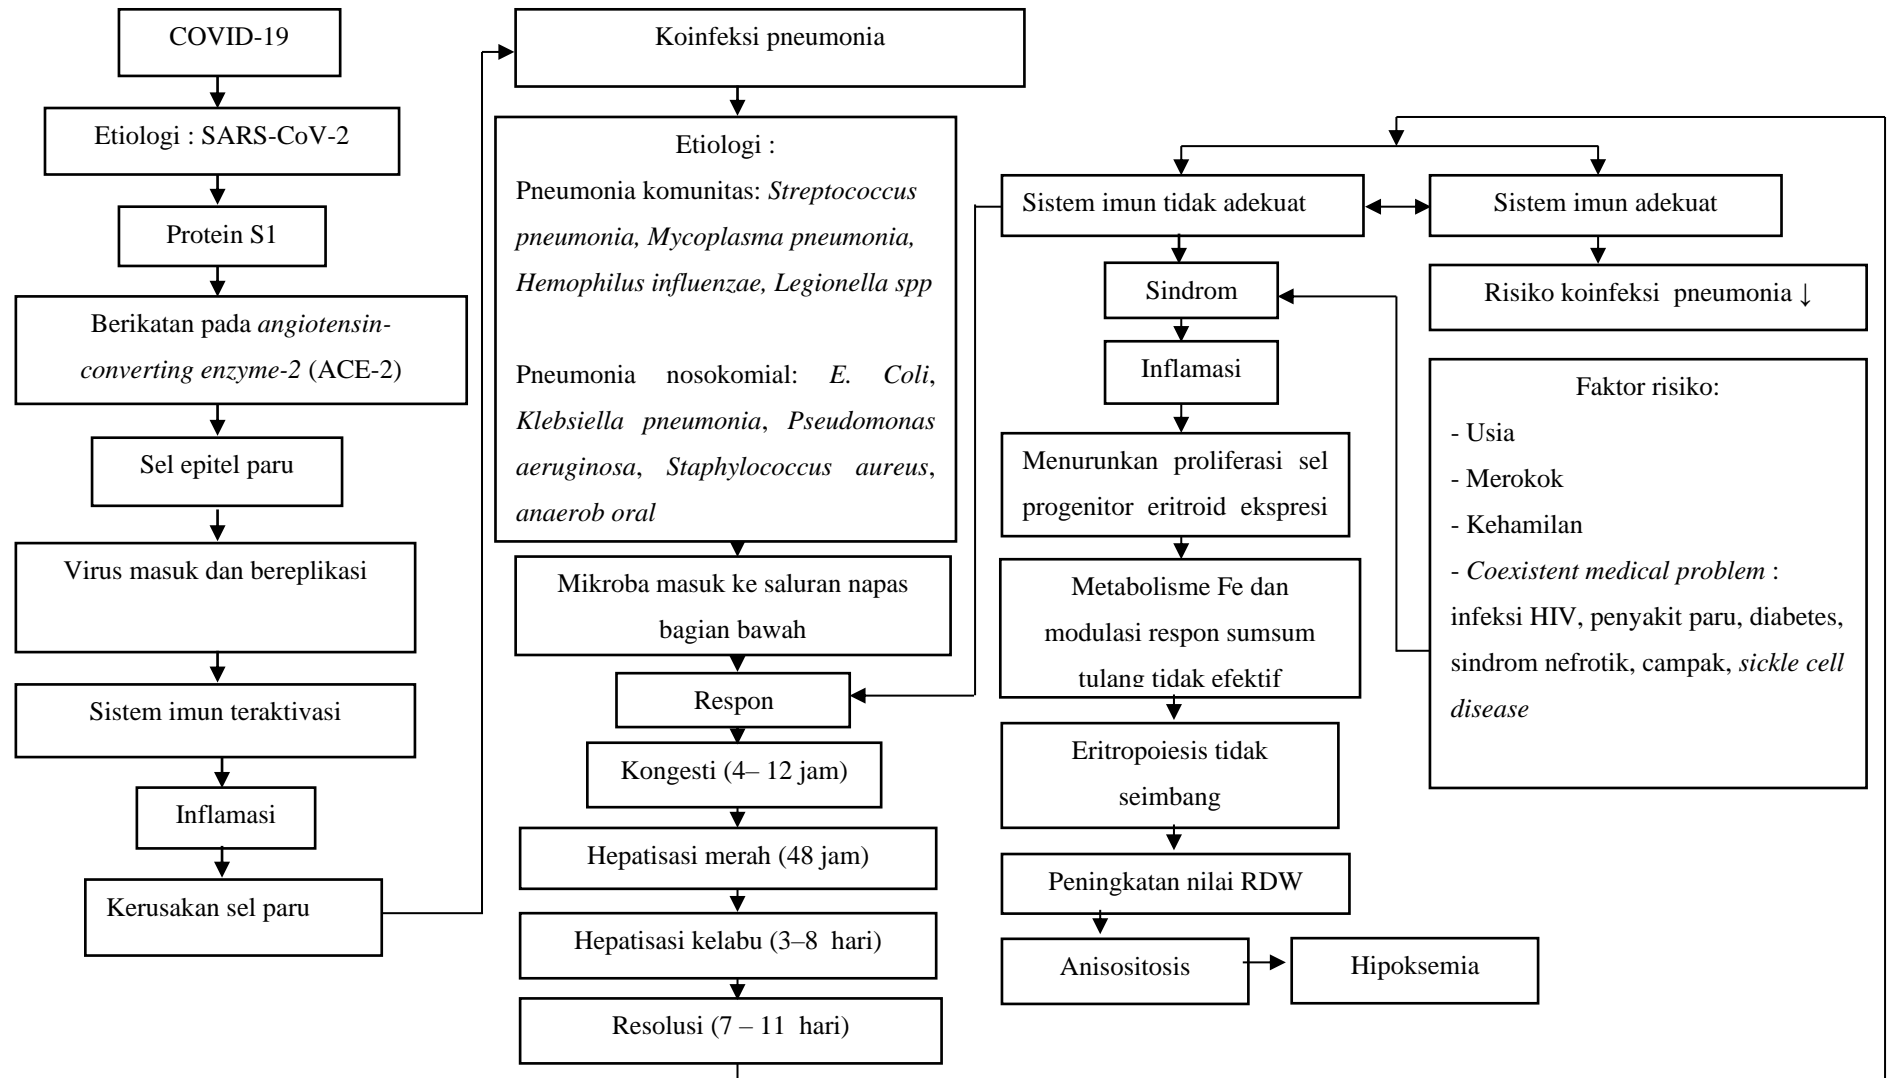 COVID-19
Etiologi : SARS-CoV-2
Protein S1
Berikatan pada angiotensin-
converting enzyme-2 (ACE-2)
Sel epitel paru
Virus masuk dan bereplikasi
Sistem imun teraktivasi
Inflamasi
Kerusakan sel paru
Koinfeksi pneumonia
Etiologi :
Pneumonia komunitas: Streptococcus
pneumonia, Mycoplasma pneumonia,
Hemophilus influenzae, Legionella spp
Pneumonia nosokomial: E. Coli,
Klebsiella pneumonia, Pseudomonas
aeruginosa, Staphylococcus aureus,
anaerob oral
Mikroba masuk ke saluran napas
bagian bawah
Respon
Kongesti (4– 12 jam)
Hepatisasi merah (48 jam)
Hepatisasi kelabu (3–8 hari)
Resolusi (7 – 11 hari)
Sistem imun tidak adekuat
Sindrom
Inflamasi
Menurunkan proliferasi sel
progenitor eritroid ekspresi
Metabolisme Fe dan
modulasi respon sumsum
tulang tidak efektif
Eritropoiesis tidak
seimbang
Peningkatan nilai RDW
Anisositosis
Hipoksemia
Sistem imun adekuat
Risiko koinfeksi pneumonia ↓
Faktor risiko:
- Usia
- Merokok
- Kehamilan
- Coexistent medical problem :
infeksi HIV, penyakit paru, diabetes,
sindrom nefrotik, campak, sickle cell
disease